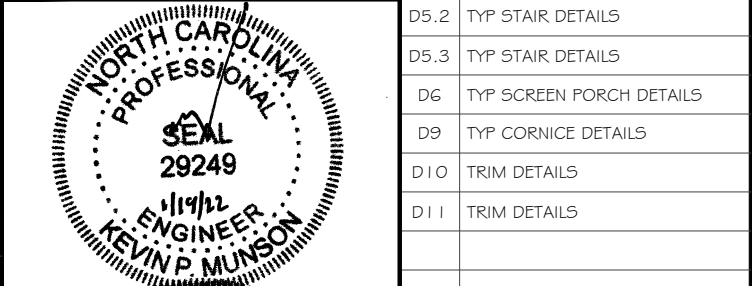 NORTH CAROLINA
PROFESSIONAL
SEAL
29249
1/19/22
ENGINEER
KEVIN P. MUNSON
D5.2 TYP STAIR DETAILS
D5.3 TYP STAIR DETAILS
D6 TYP SCREEN PORCH DETAILS
D9 TYP CORNICE DETAILS
D10 TRIM DETAILS
D11 TRIM DETAILS